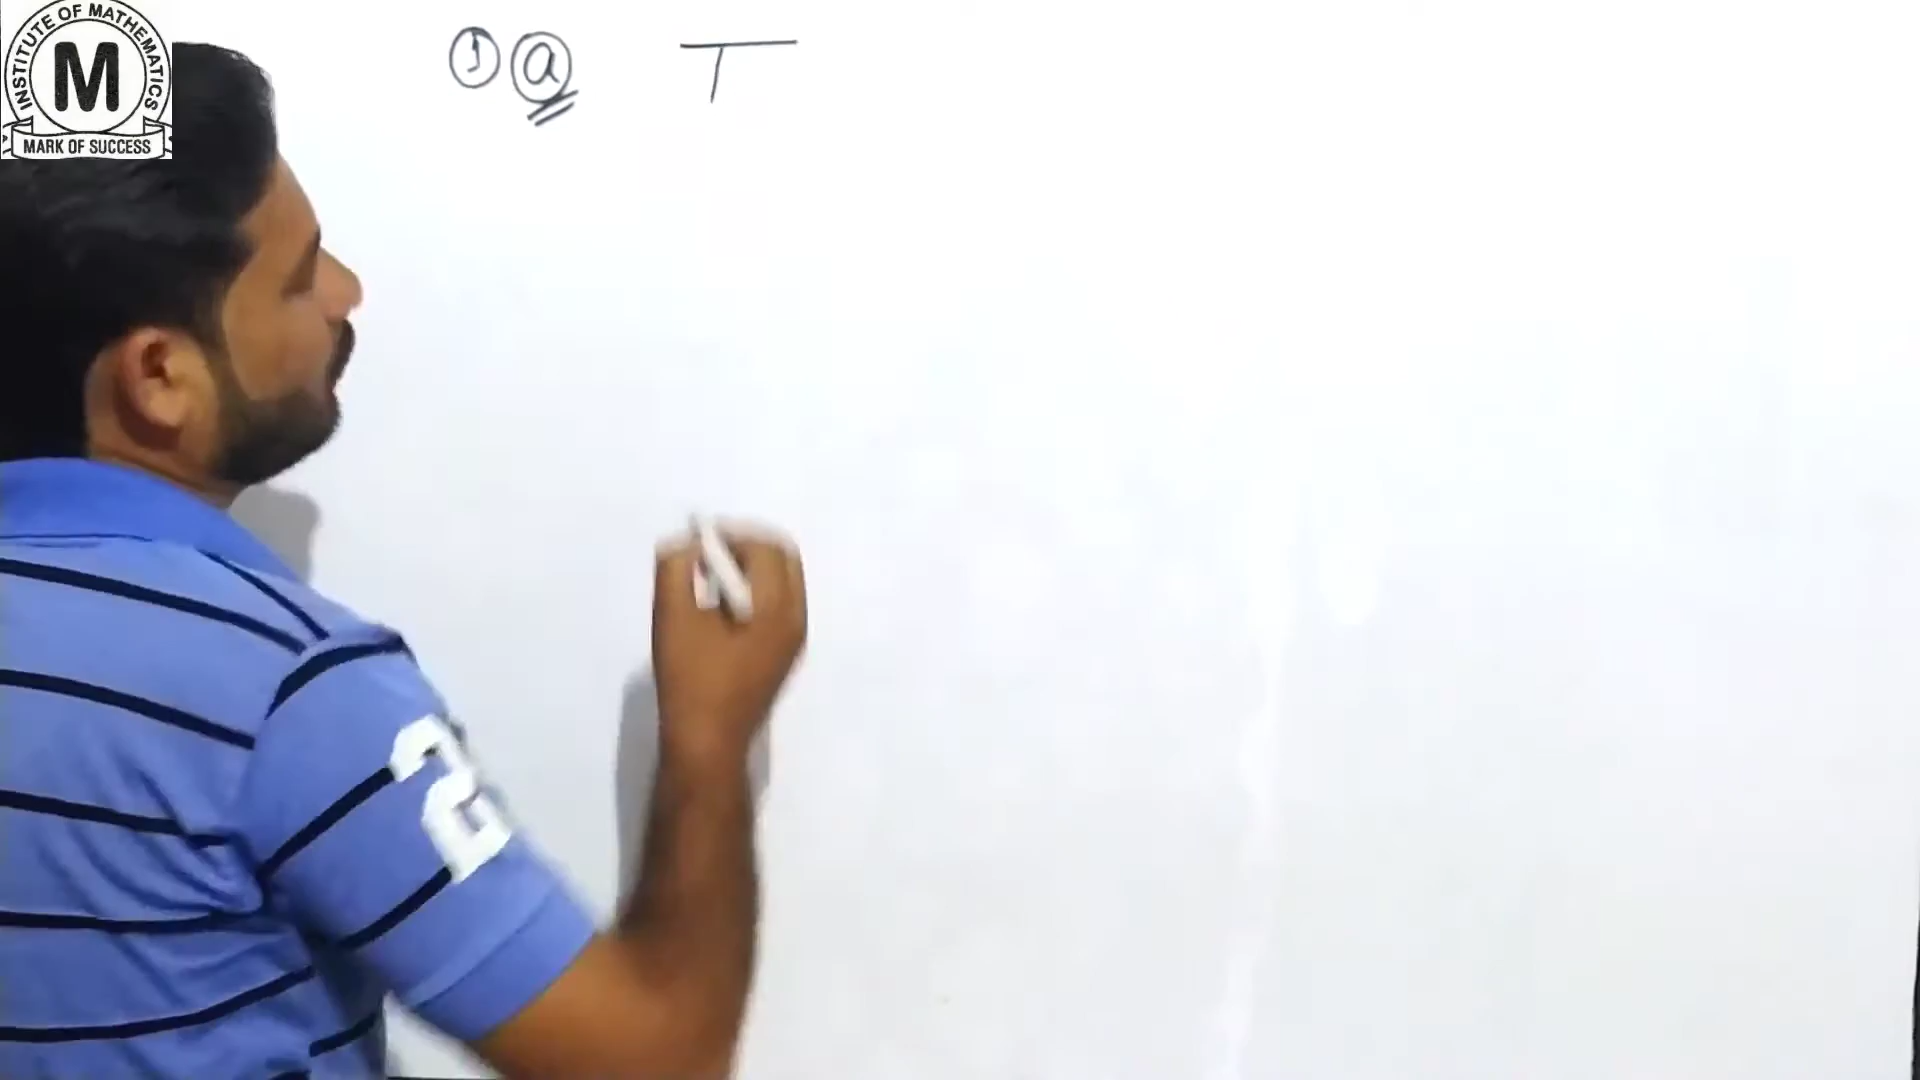 INSTITUTE OF MATHEMATICS
M
MARK OF SUCCESS
1 a T
2